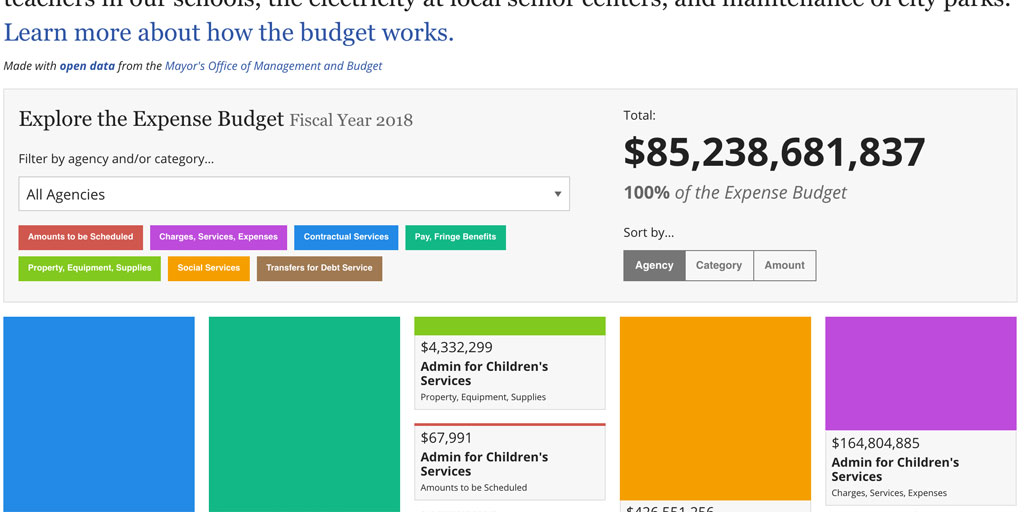 teachers in our schools, the electricity at local senior centers, and maintenance of city parks.
Learn more about how the budget works.
Made with open data from the Mayor's Office of Management and Budget
Explore the Expense Budget Fiscal Year 2018
Filter by agency and/or category...
All Agencies
Amounts to be Scheduled
Charges, Services, Expenses
Contractual Services
Pay, Fringe Benefits
Property, Equipment, Supplies
Social Services
Transfers for Debt Service
Total:
$85,238,681,837
100% of the Expense Budget
Sort by...
Agency
Category
Amount
$4,332,299
Admin for Children's
Services
Property, Equipment, Supplies
$67,991
Admin for Children's
Services
Amounts to be Scheduled
$426,551,256
$164,804,885
Admin for Children's
Services
Charges, Services, Expenses